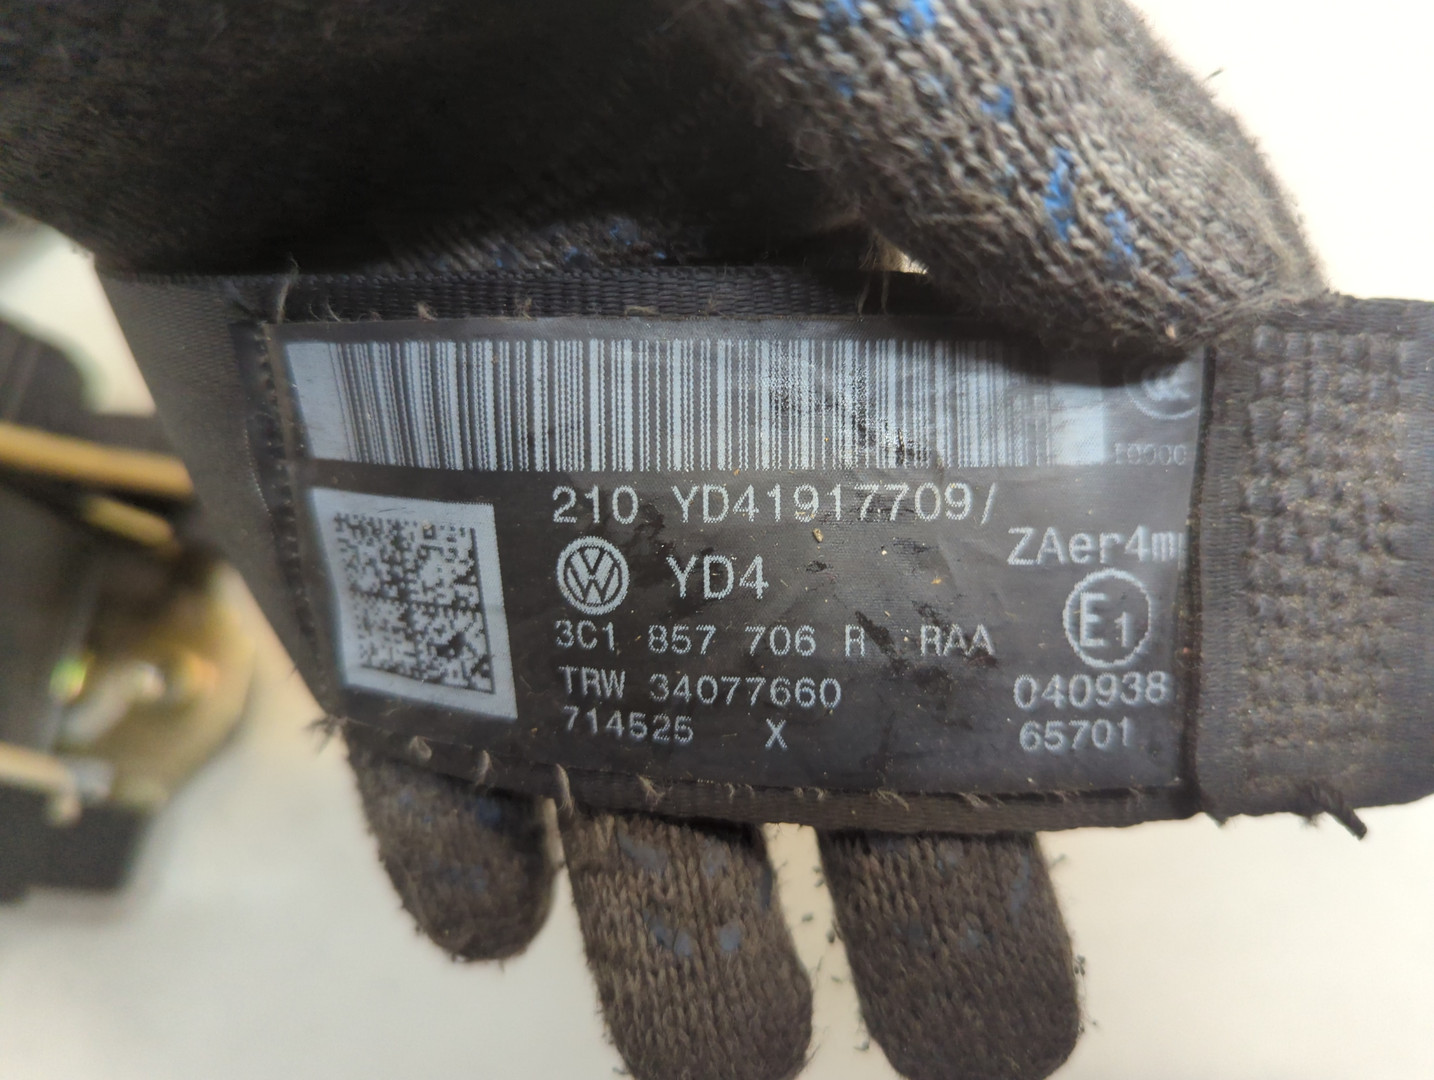 210 YD41917709/
ZAer4m
YD4
E1
3C1 857 706 R RAA
TRW 34077660
040938
714525 X
65701